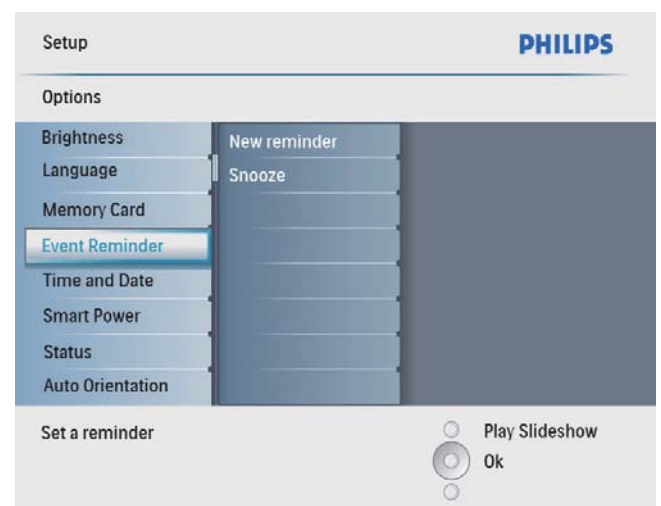 Setup
PHILIPS
Options
Brightness
Language
Memory Card
Event Reminder
Time and Date
Smart Power
Status
Auto Orientation
New reminder
Snooze
Set a reminder
Play Slideshow
Ok